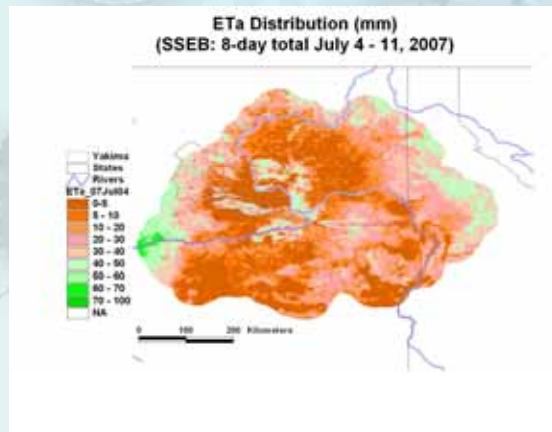 ETa Distribution (mm)
(SSEB: 8-day total July 4 - 11, 2007)
Yakima
States
Rivers
ETa_07Jul04
0-5
5 - 10
10 - 20
20 - 30
30 - 40
40 - 50
50 - 60
60 - 70
70 - 100
NA
0 100 200 Kilometers